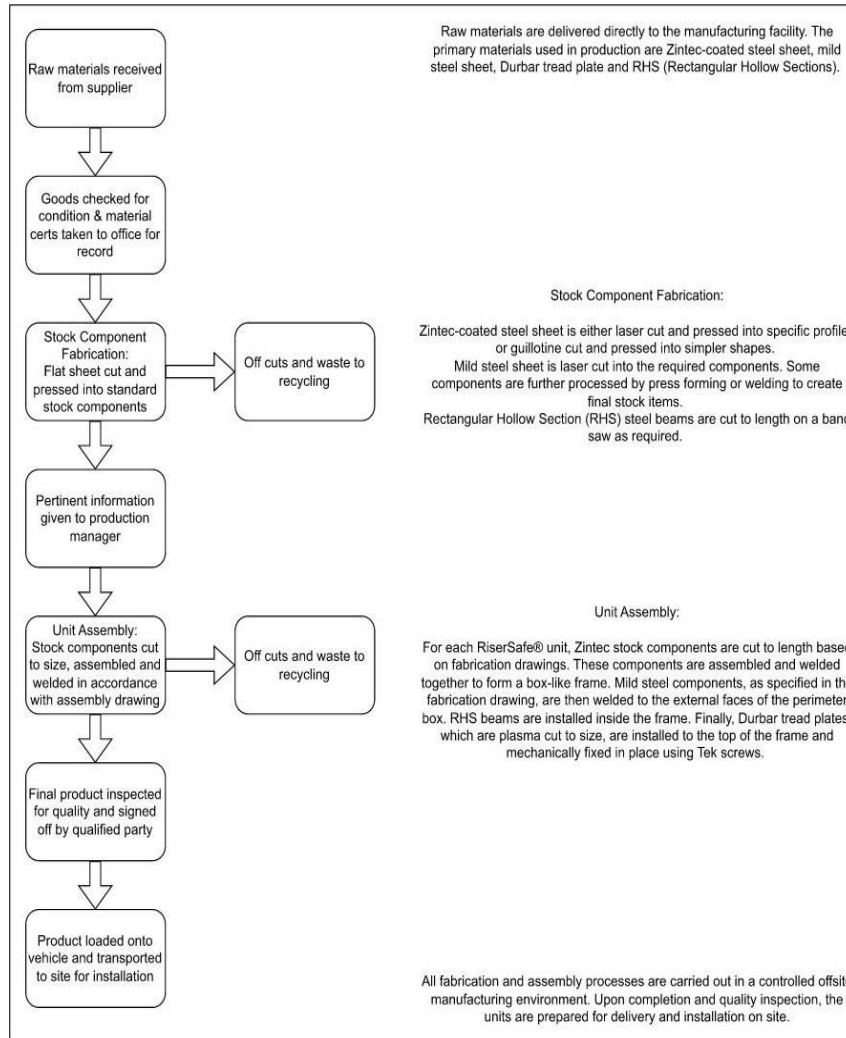 Raw materials are delivered directly to the manufacturing facility. The
primary materials used in production are Zintec-coated steel sheet, mild
steel sheet, Durbar tread plate and RHS (Rectangular Hollow Sections).
Raw materials received
from supplier
Goods checked for
condition & material
certs taken to office for
record
Stock Component
Fabrication:
Flat sheet cut and
pressed into standard
stock components
Off cuts and waste to
recycling
Stock Component Fabrication:
Zintec-coated steel sheet is either laser cut and pressed into specific profile
or guillotine cut and pressed into simpler shapes.
Mild steel sheet is laser cut into the required components. Some
components are further processed by press forming or welding to create
final stock items.
Rectangular Hollow Section (RHS) steel beams are cut to length on a band
saw as required.
Pertinent information
given to production
manager
Unit Assembly:
Stock components cut
to size, assembled and
welded in accordance
with assembly drawing
Off cuts and waste to
recycling
Unit Assembly:
For each RiserSafe® unit, Zintec stock components are cut to length based
on fabrication drawings. These components are assembled and welded
together to form a box-like frame. Mild steel components, as specified in the
fabrication drawing, are then welded to the external faces of the perimeter
box. RHS beams are installed inside the frame. Finally, Durbar tread plates
which are plasma cut to size, are installed to the top of the frame and
mechanically fixed in place using Tek screws.
Final product inspected
for quality and signed
off by qualified party
Product loaded onto
vehicle and transported
to site for installation
All fabrication and assembly processes are carried out in a controlled offsite
manufacturing environment. Upon completion and quality inspection, the
units are prepared for delivery and installation on site.